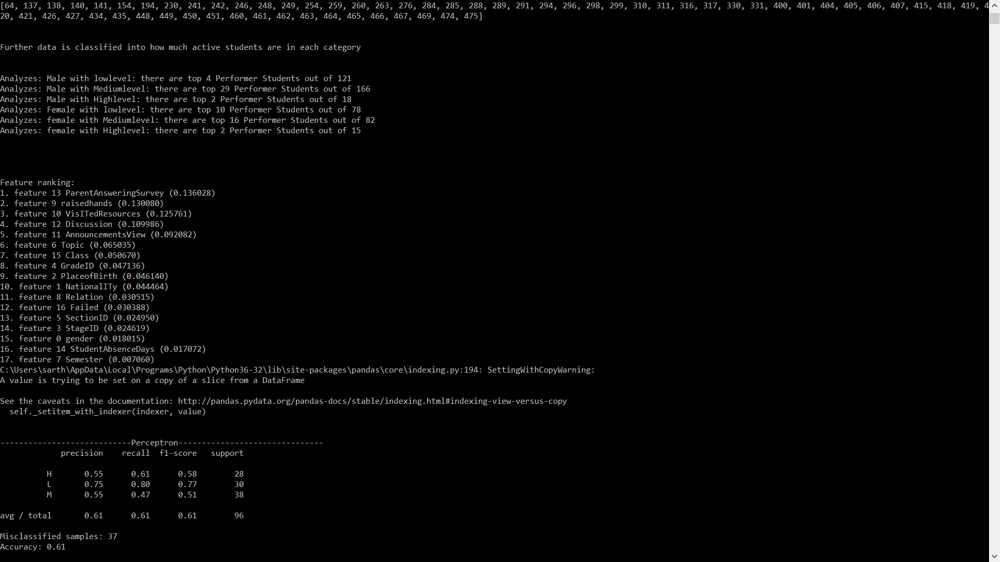 [64, 137, 138, 140, 141, 154, 194, 230, 241, 242, 246, 248, 249, 254, 259, 260, 263, 276, 284, 285, 288, 289, 291, 294, 296, 298, 299, 310, 311, 316, 317, 330, 331, 400, 401, 404, 405, 406, 407, 415, 418, 419, 4
20, 421, 426, 427, 434, 435, 448, 449, 450, 451, 460, 461, 462, 463, 464, 465, 466, 467, 469, 474, 475]
Further data is classified into how much active students are in each category
Analyzes: Male with lowlevel: there are top 4 Performer Students out of 121
Analyzes: Male with Mediumlevel: there are top 29 Performer Students out of 166
Analyzes: Male with Highlevel: there are top 2 Performer Students out of 18
Analyzes: Female with lowlevel: there are top 10 Performer Students out of 78
Analyzes: female with Mediumlevel: there are top 16 Performer Students out of 82
Analyzes: female with Highlevel: there are top 2 Performer Students out of 15
Feature ranking:
1. feature 13 ParentAnsweringSurvey (0.136028)
2. feature 9 raisedhands (0.130080)
3. feature 10 VisITedResources (0.125761)
4. feature 12 Discussion (0.109986)
5. feature 11 AnnouncementsView (0.092082)
6. feature 6 Topic (0.065035)
7. feature 15 Class (0.050670)
8. feature 4 GradeID (0.047136)
9. feature 2 PlaceofBirth (0.046140)
10. feature 1 NationalITy (0.044464)
11. feature 8 Relation (0.030515)
12. feature 16 Failed (0.030388)
13. feature 5 SectionID (0.024950)
14. feature 3 StageID (0.024619)
15. feature 0 gender (0.018015)
16. feature 14 StudentAbsenceDays (0.017072)
17. feature 7 Semester (0.007060)
C:\Users\sarth\AppData\Local\Programs\Python\Python36-32\lib\site-packages\pandas\core\indexing.py:194: SettingWithCopyWarning:
A value is trying to be set on a copy of a slice from a DataFrame
See the caveats in the documentation: http://pandas.pydata.org/pandas-docs/stable/indexing.html#indexing-view-versus-copy
  self._setitem_with_indexer(indexer, value)
----------------------------Perceptron-------------------------------
             precision    recall  f1-score   support
          H       0.55      0.61      0.58        28
          L       0.75      0.80      0.77        30
          M       0.55      0.47      0.51        38
avg / total       0.61      0.61      0.61        96
Misclassified samples: 37
Accuracy: 0.61